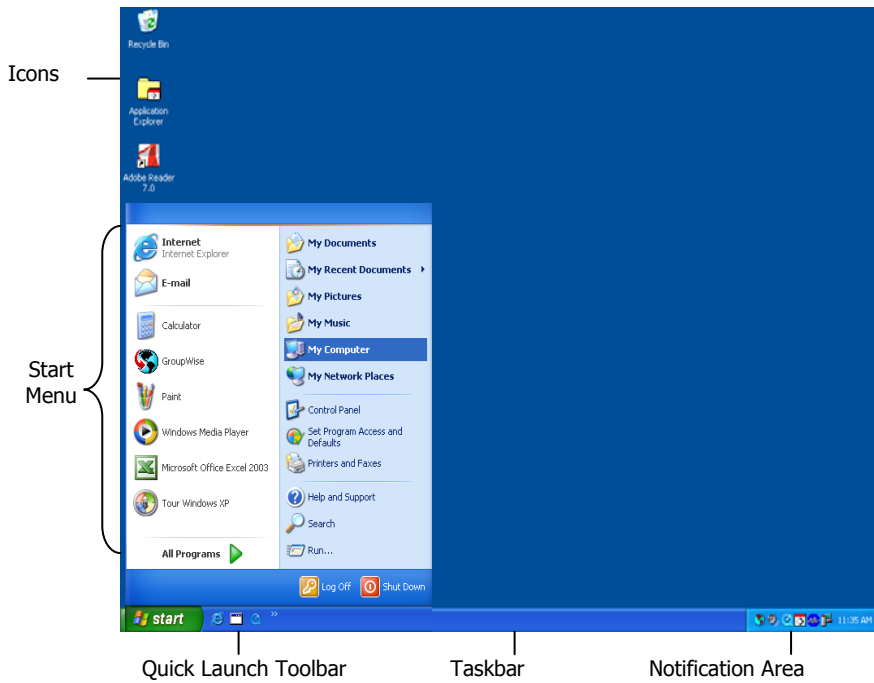 Recycle Bin
Icons
Application
Explorer
Adobe Reader
7.0
Start
Menu
Internet
Internet Explorer
E-mail
Calculator
GroupWise
Paint
Windows Media Player
Microsoft Office Excel 2003
Tour Windows XP
All Programs
My Documents
My Recent Documents
My Pictures
My Music
My Computer
My Network Places
Control Panel
Set Program Access and
Defaults
Printers and Faxes
Help and Support
Search
Run...
Log Off
Shut Down
start
»
11:35 AM
Quick Launch Toolbar
Taskbar
Notification Area